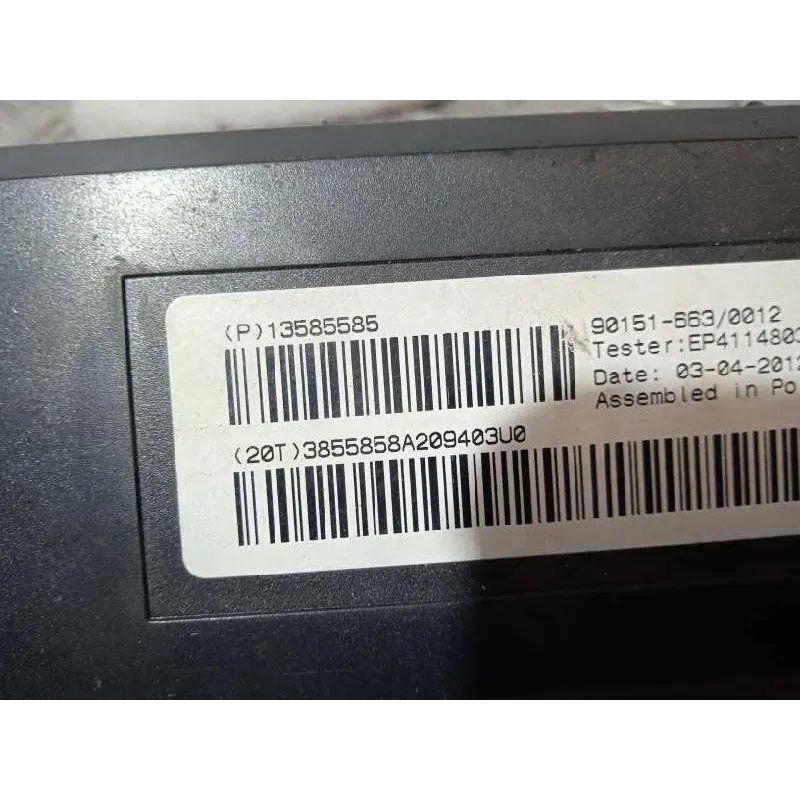 (P)13585585
90151-663/0012
Tester:EP4114803
Date: 03-04-2012
Assembled in Po
(20T)3855858A209403U0